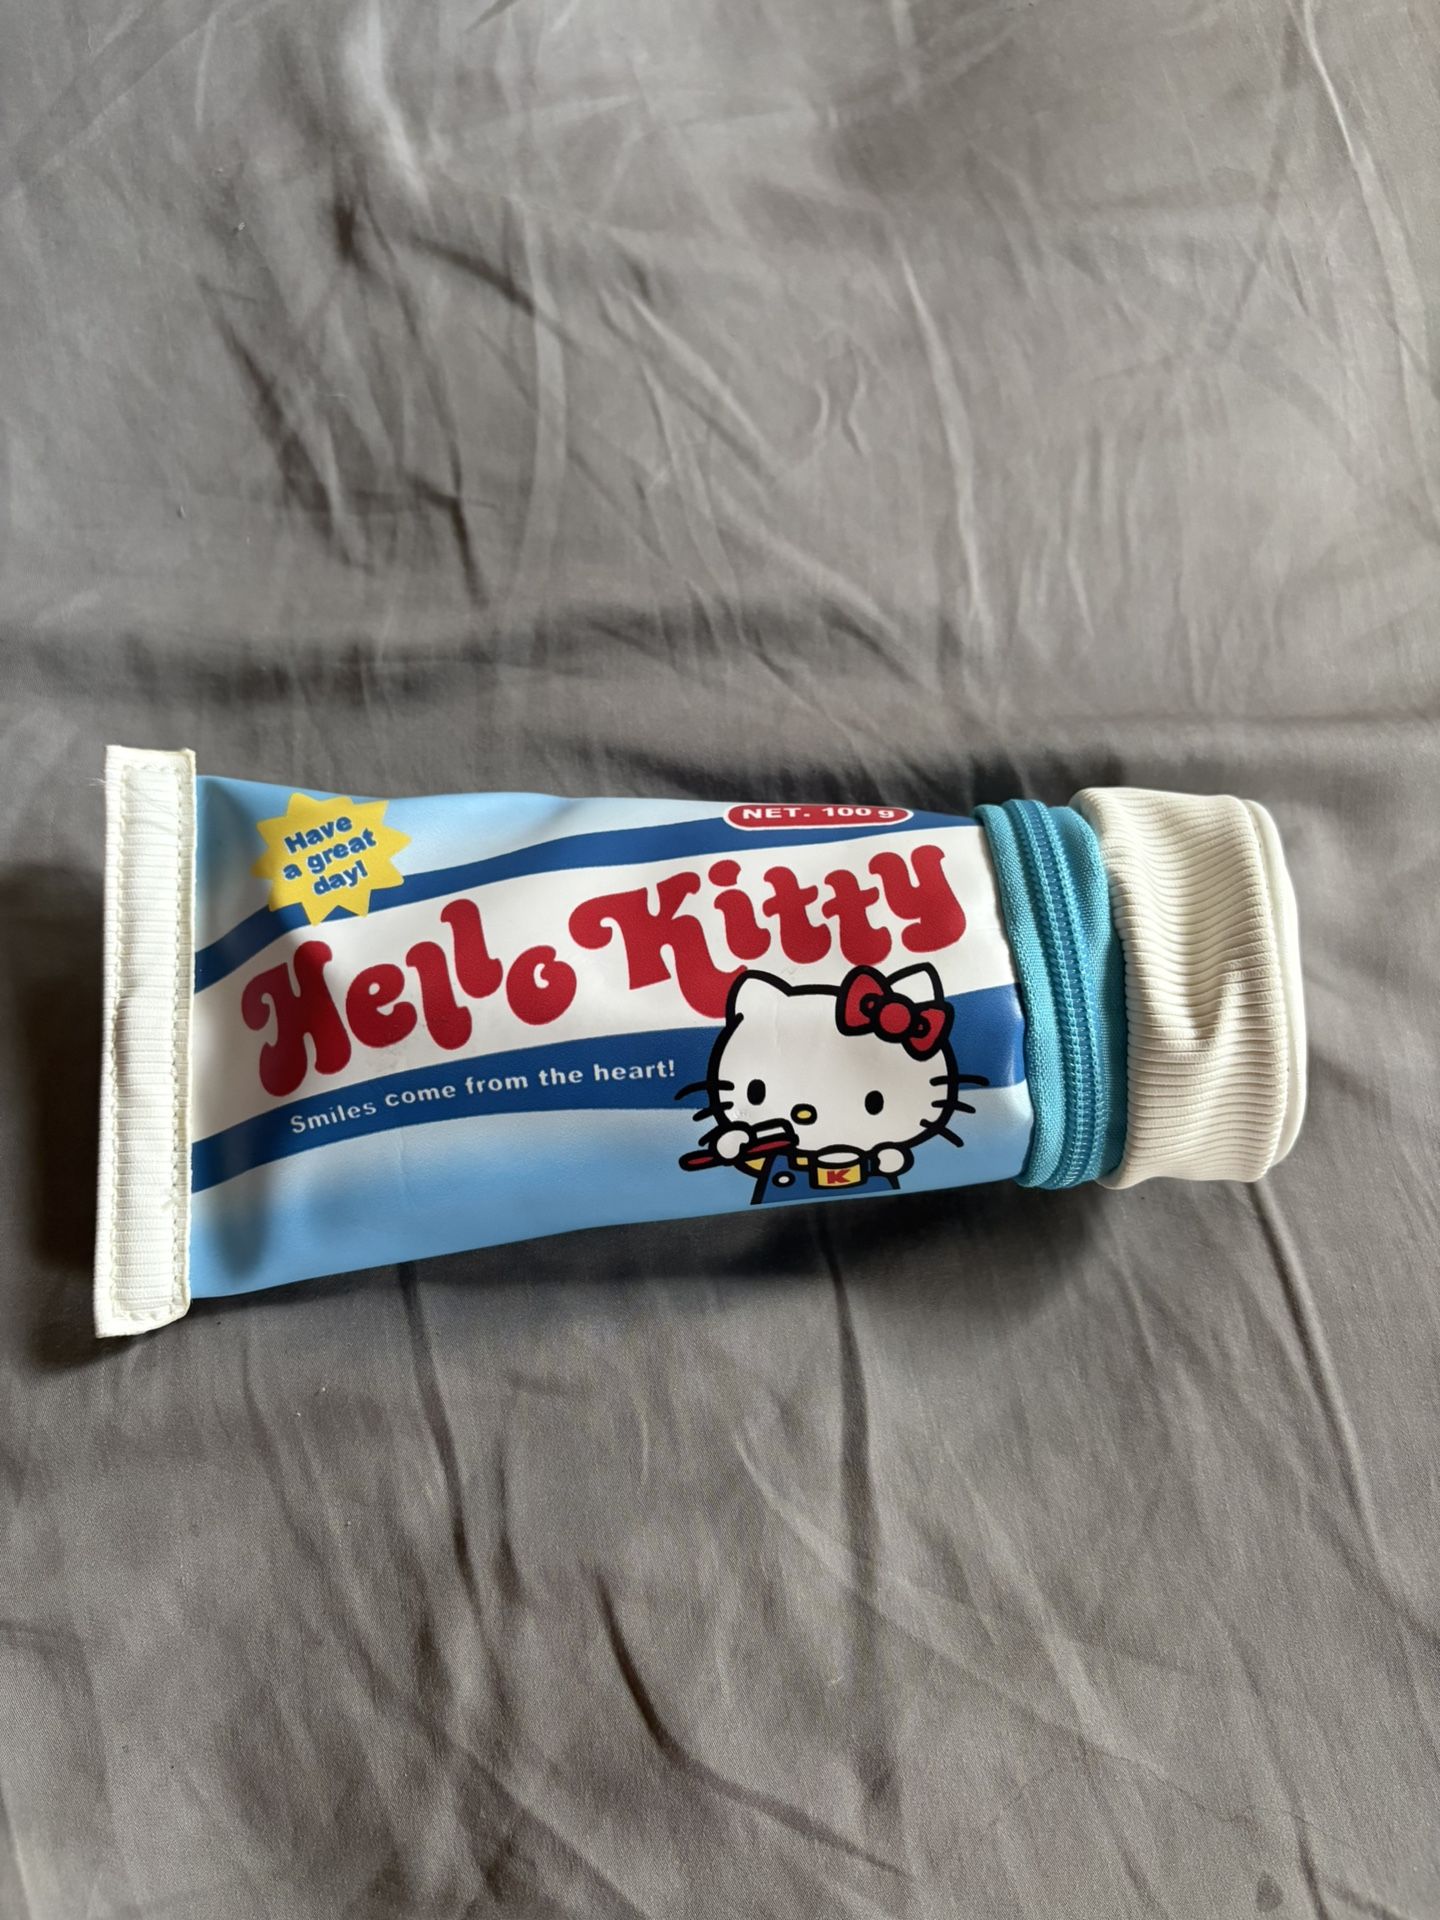 Have
a great
day!
NET. 100 g
Hello Kitty
Smiles come from the heart!
K